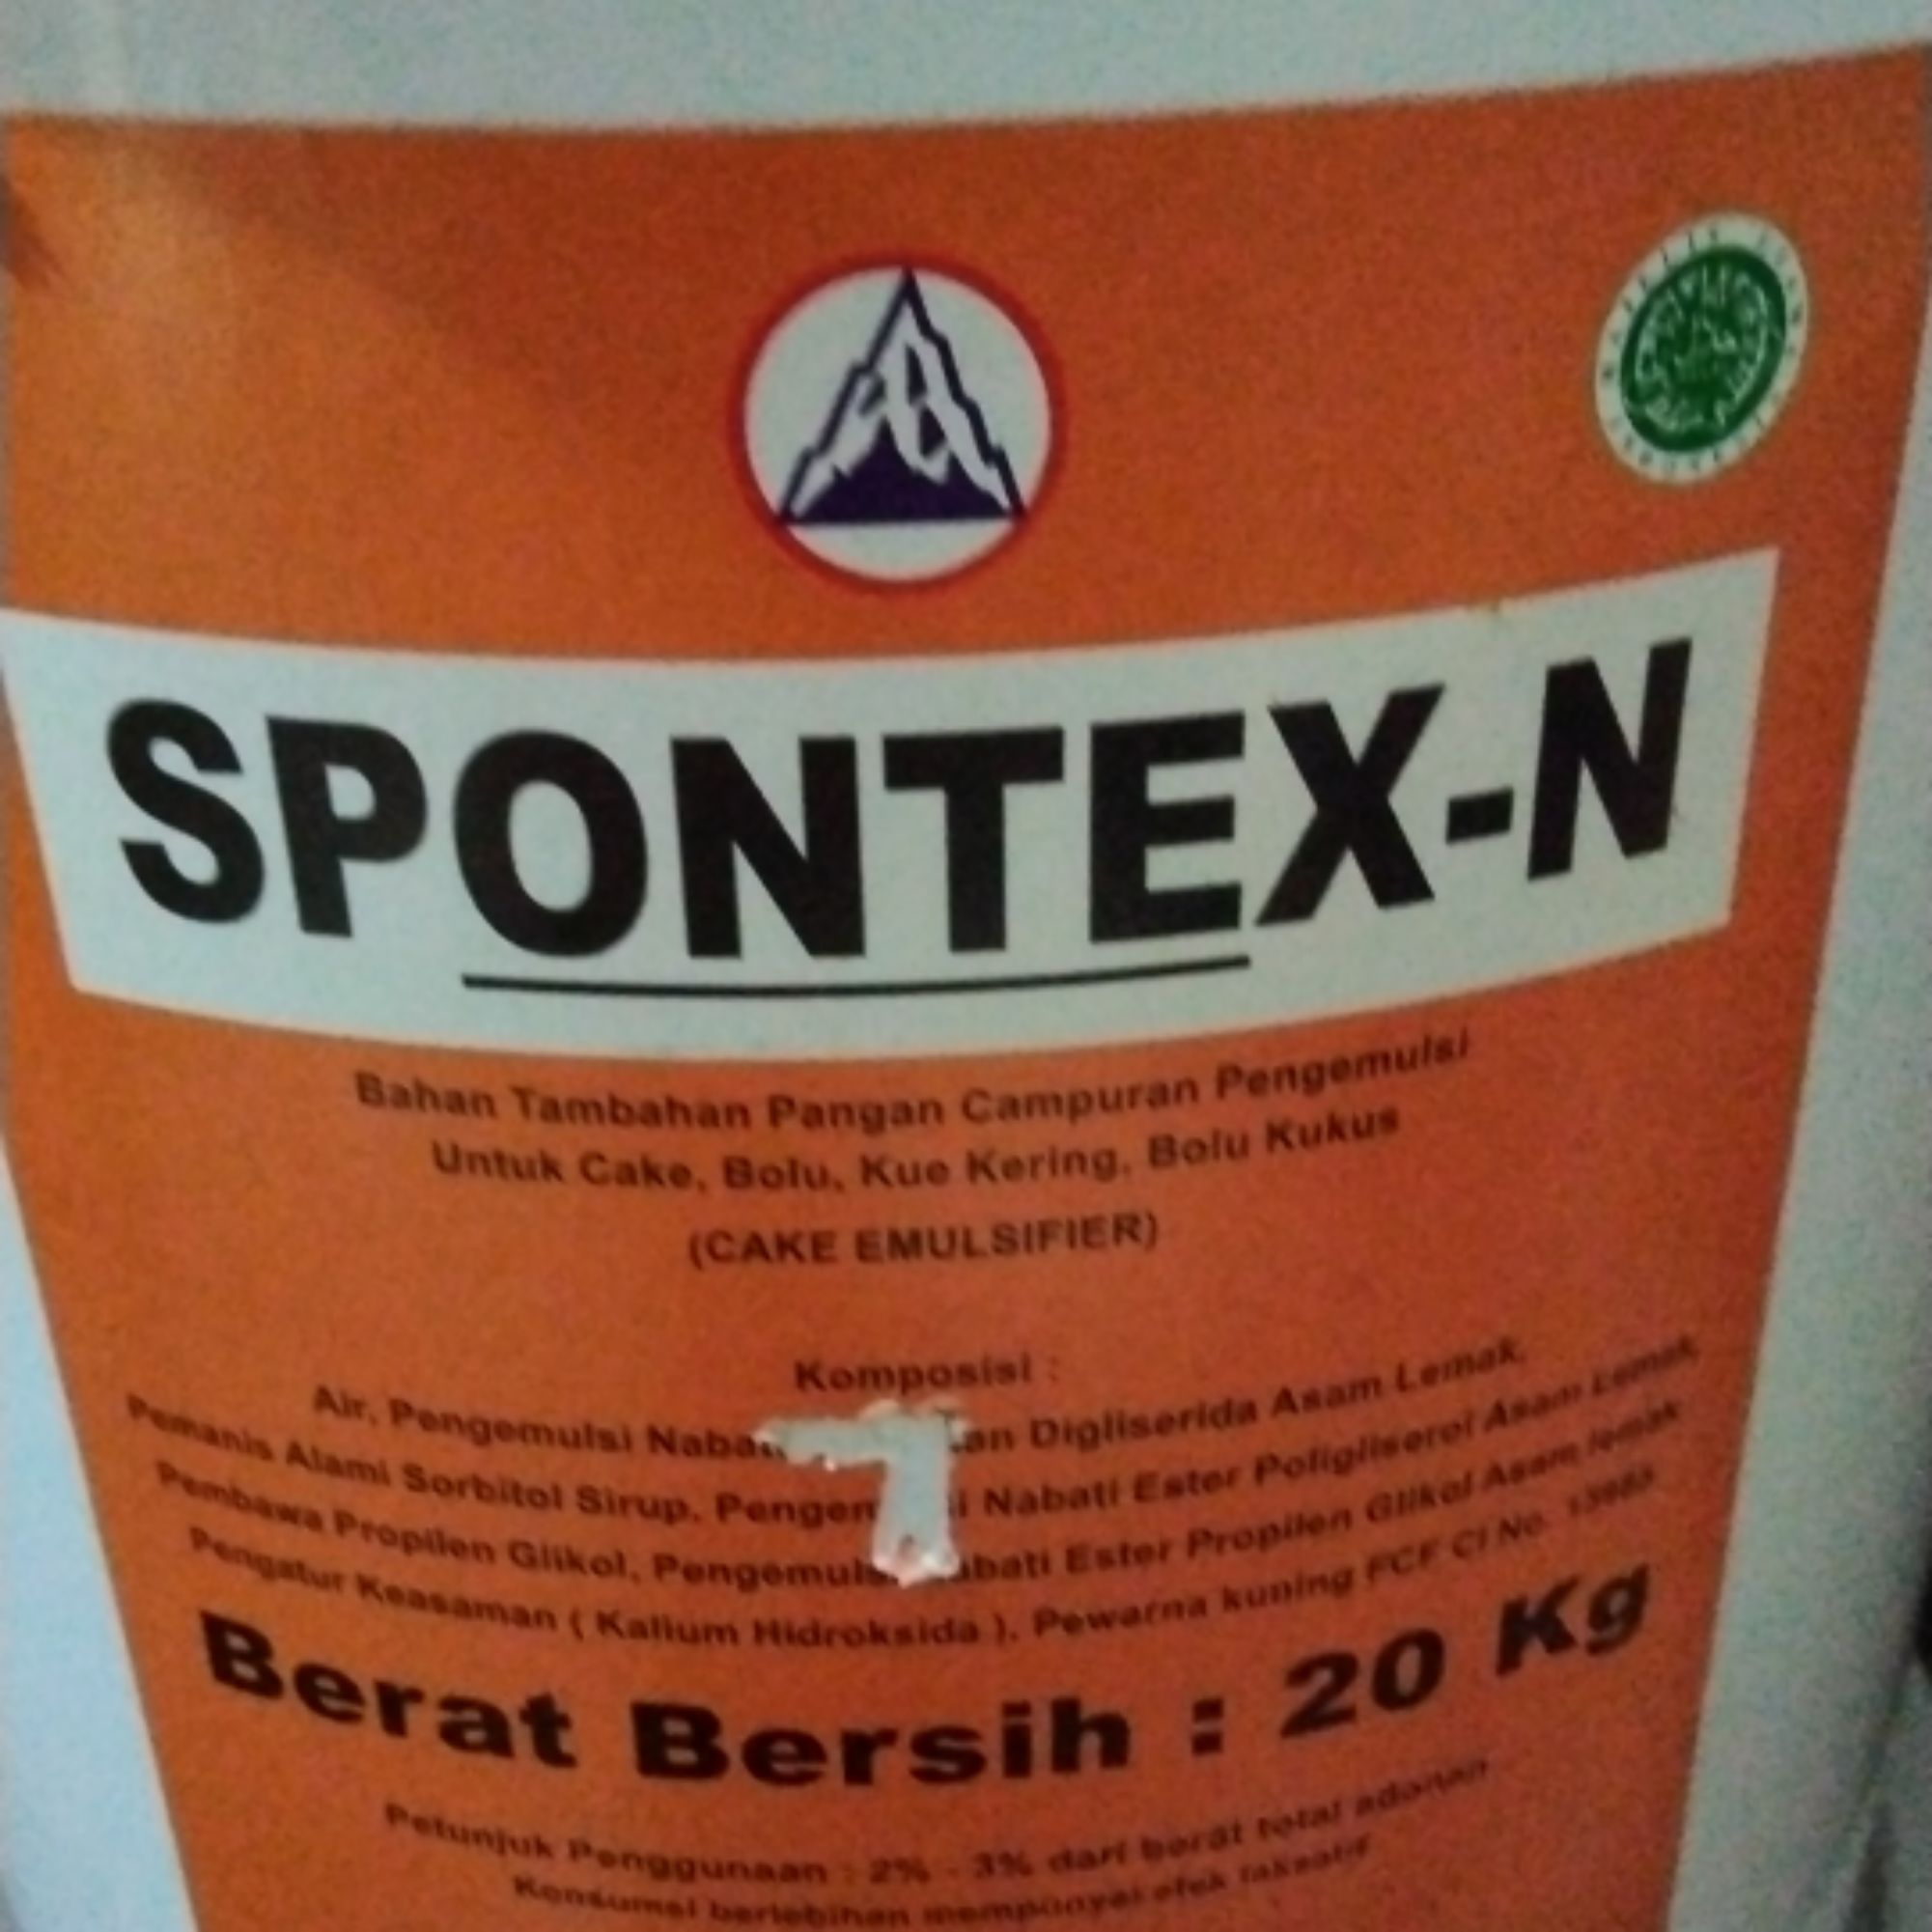 SPONTEX-N
Bahan Tambahan Pangan Campuran Pengemulsi
Untuk Cake, Bolu, Kue Kering, Bolu Kukus
(CAKE EMULSIFIER)
Komposisi :
Air, Pengemulsi Digliserida Asam Lemak,
Pemanis Alami Sorbitol Sirup, Nabati Ester Poligliserol Asam Lemak,
Pembawa Propilen Glikol, Ester Propilen Glikol Asam lemak
Pengatur Keasaman ( Kalium Hidroksida ), Pewarna kuning FCF CI No.
Berat Bersih : 20 Kg
Petunjuk Penggunaan : 2% - 3% dari berat total adonan
Konsumsi berlebihan mempunyai efek laksatif